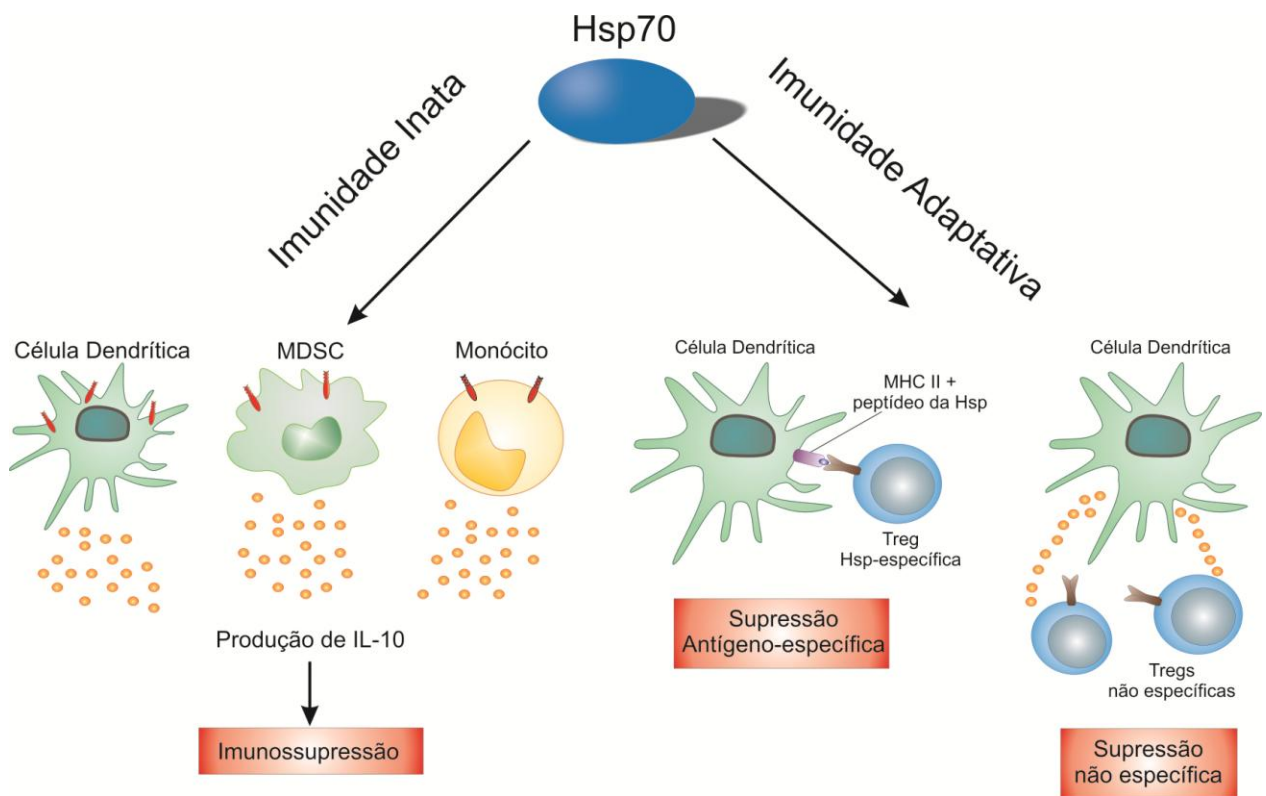 Hsp70
Imunidade Inata
Imunidade Adaptativa
Célula Dendrítica
MDSC
Monócito
Produção de IL-10
Imunossupressão
Célula Dendrítica
MHC II +
peptídeo da Hsp
Treg
Hsp-específica
Supressão
Antígeno-específica
Célula Dendrítica
Tregs
não específicas
Supressão
não específica